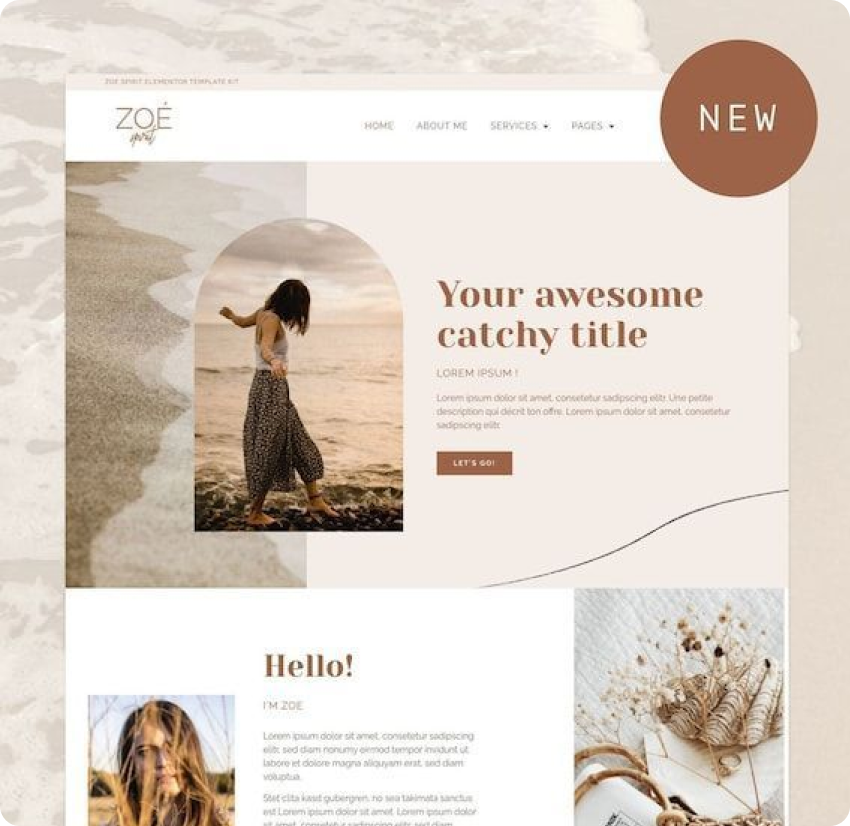 ZOE SPIRIT ELEMENTOR TEMPLATE KIT
NEW
ZOÉ
spirit
HOME ABOUT ME SERVICES PAGES
Your awesome
catchy title
LOREM IPSUM !
Lorem ipsum dolor sit amet, consetetur sadipscing elitr. Une petite
description qui décrit ton offre. Lorem ipsum dolor sit amet, consetetur
sadipscing elitr.
LET'S GO!
Hello!
I'M ZOE
Lorem ipsum dolor sit amet, consetetur sadipscing
elitr, sed diam nonumy eirmod tempor invidunt ut
labore et dolore magna aliquyam erat, sed diam
voluptua.
Stet clita kasd gubergren, no sea takimata sanctus
est Lorem ipsum dolor sit amet. Lorem ipsum dolor